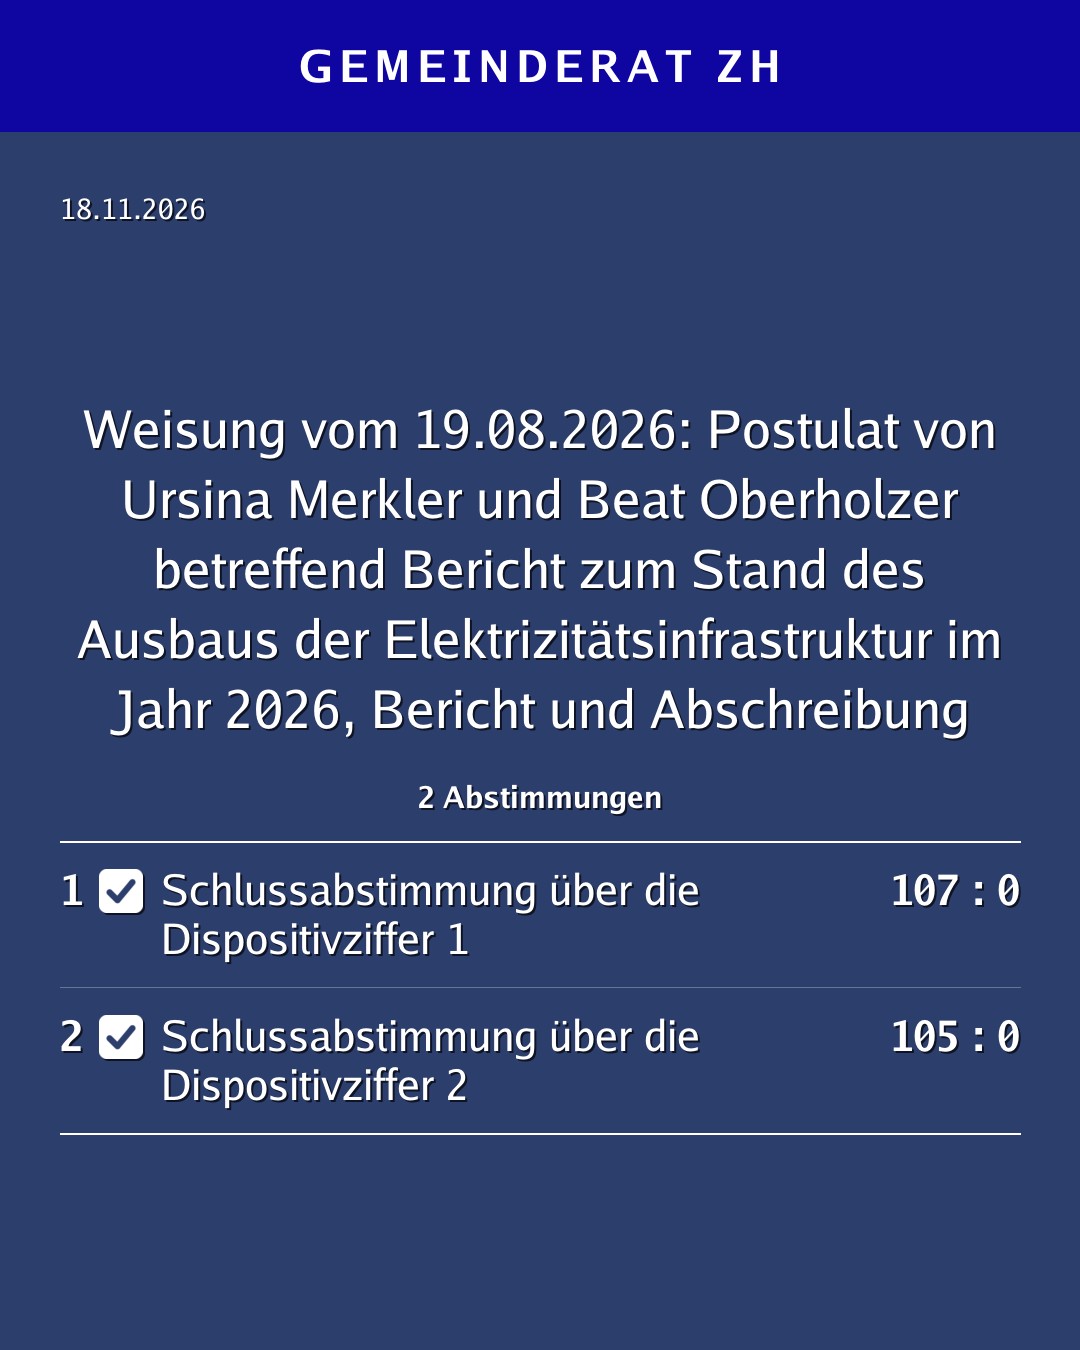 GEMEINDERAT ZH
18.11.2026
Weisung vom 19.08.2026: Postulat von
Ursina Merkler und Beat Oberholzer
betreffend Bericht zum Stand des
Ausbaus der Elektrizitätsinfrastruktur im
Jahr 2026, Bericht und Abschreibung
2 Abstimmungen
1 Schlussabstimmung über die 107 : 0
Dispositivziffer 1
2 Schlussabstimmung über die 105 : 0
Dispositivziffer 2